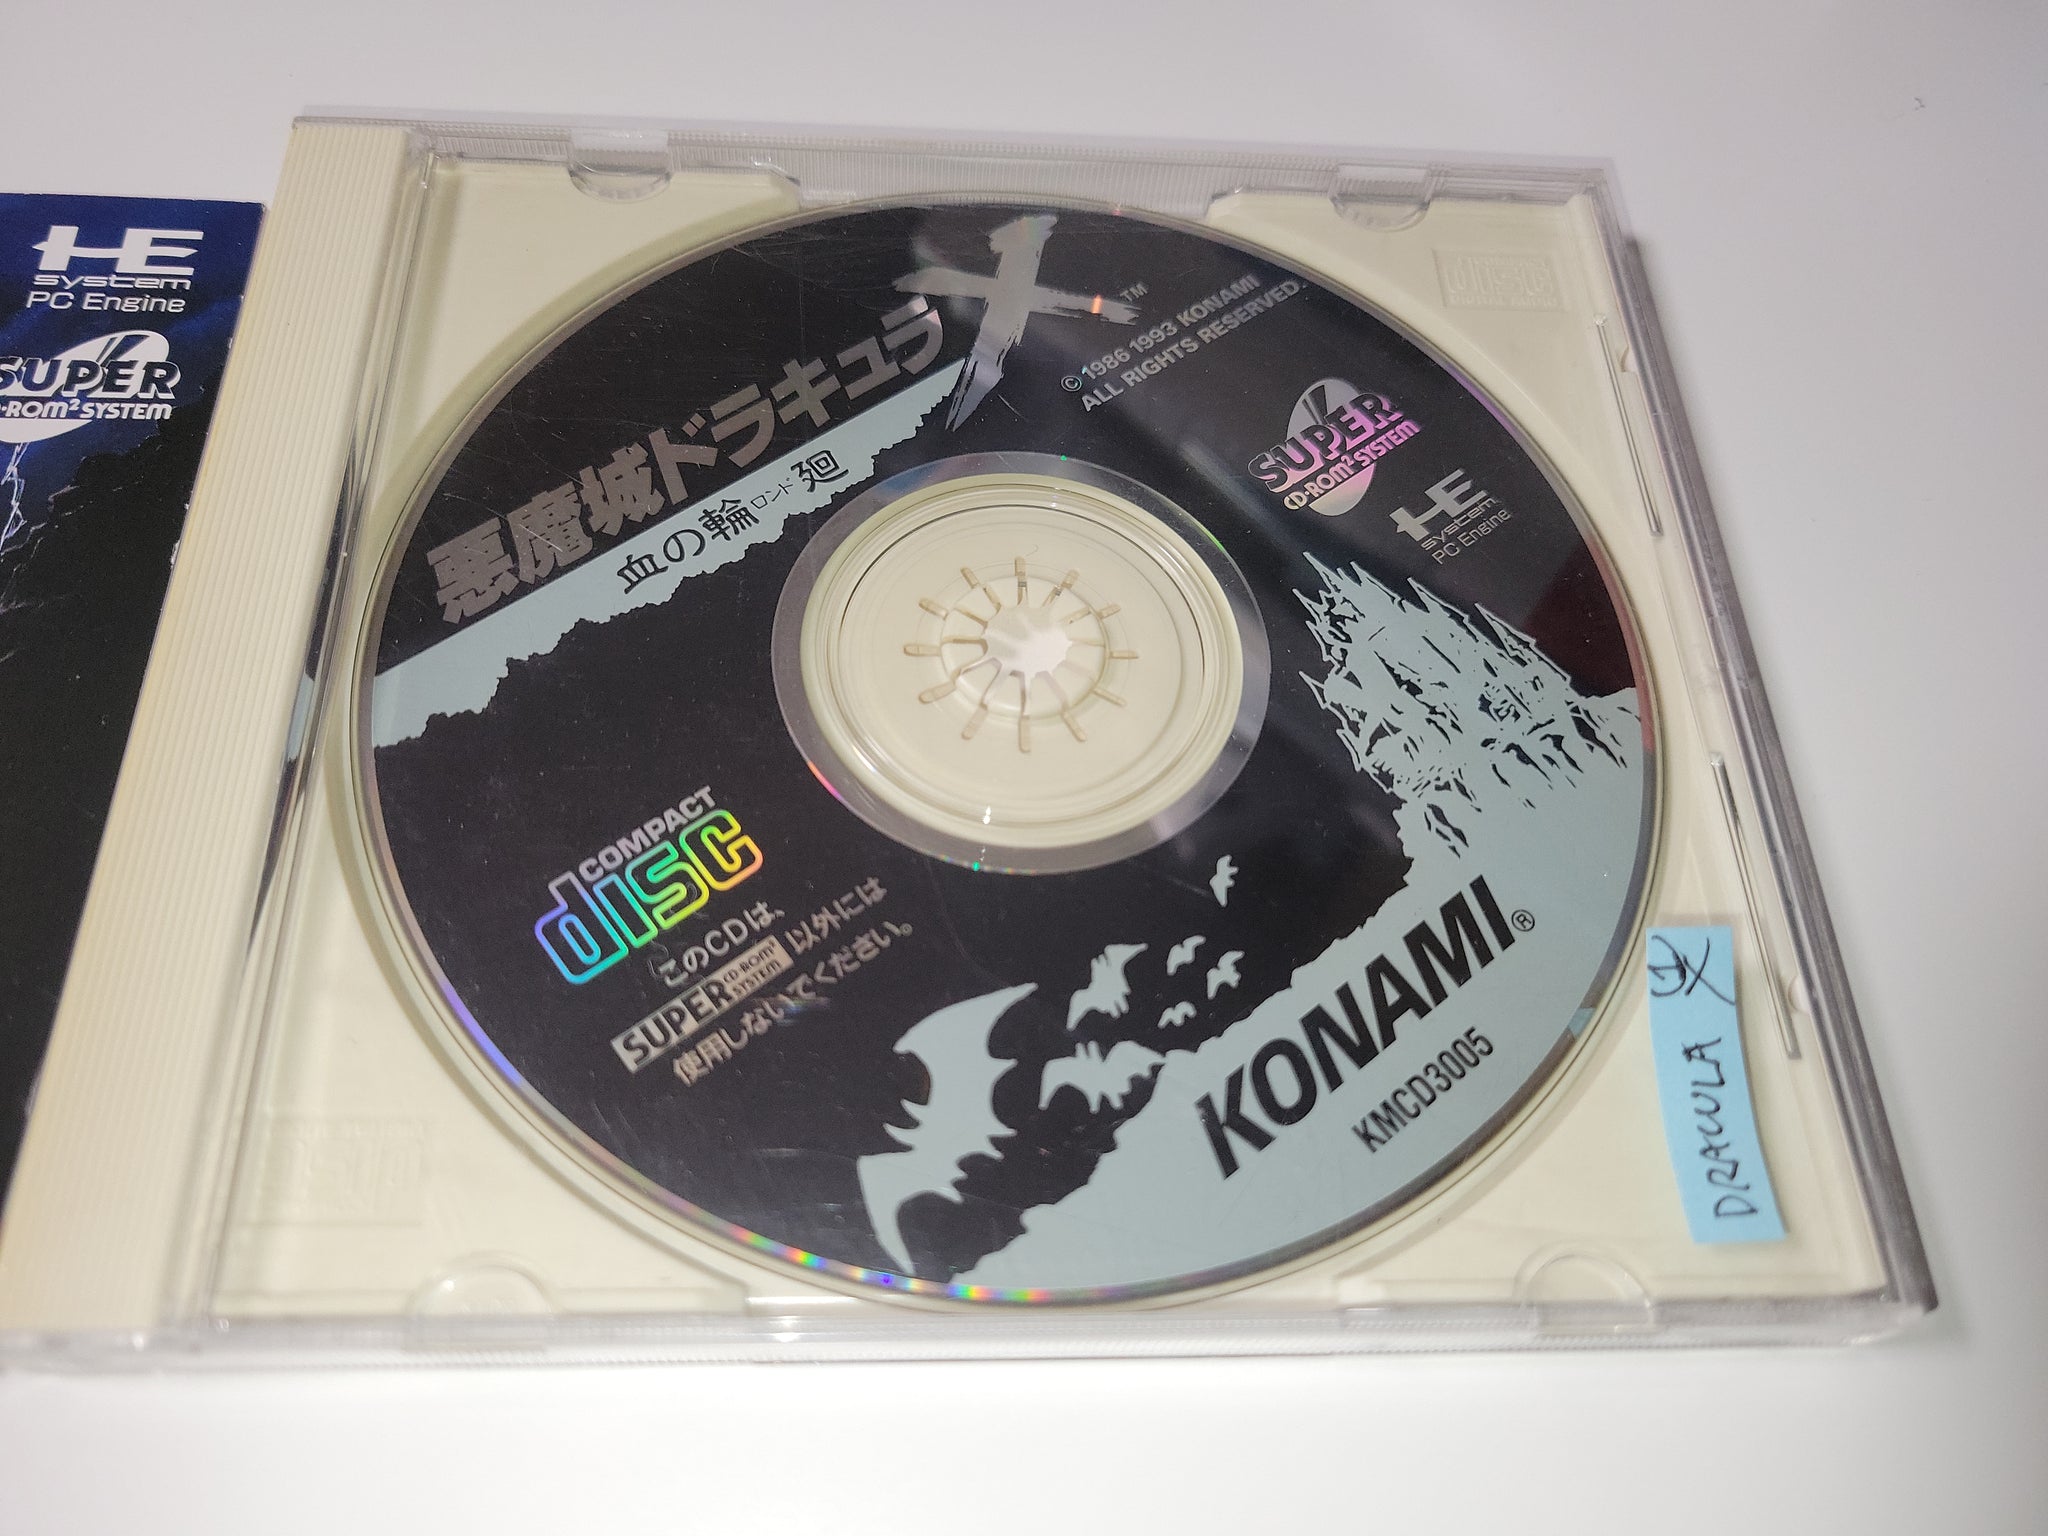 HE
system
PC Engine
SUPER
ROM² SYSTEM
悪魔城ドラキュラX™
血の輪廻
ロンド
© 1986 1993 KONAMI
ALL RIGHTS RESERVED.
SUPER
CD-ROM² SYSTEM
HE
system
PC Engine
COMPACT
disc
このCDは、
SUPER CD-ROM² SYSTEM 以外には
使用しないでください。
KONAMI®
KMCD3005
DRACULA X